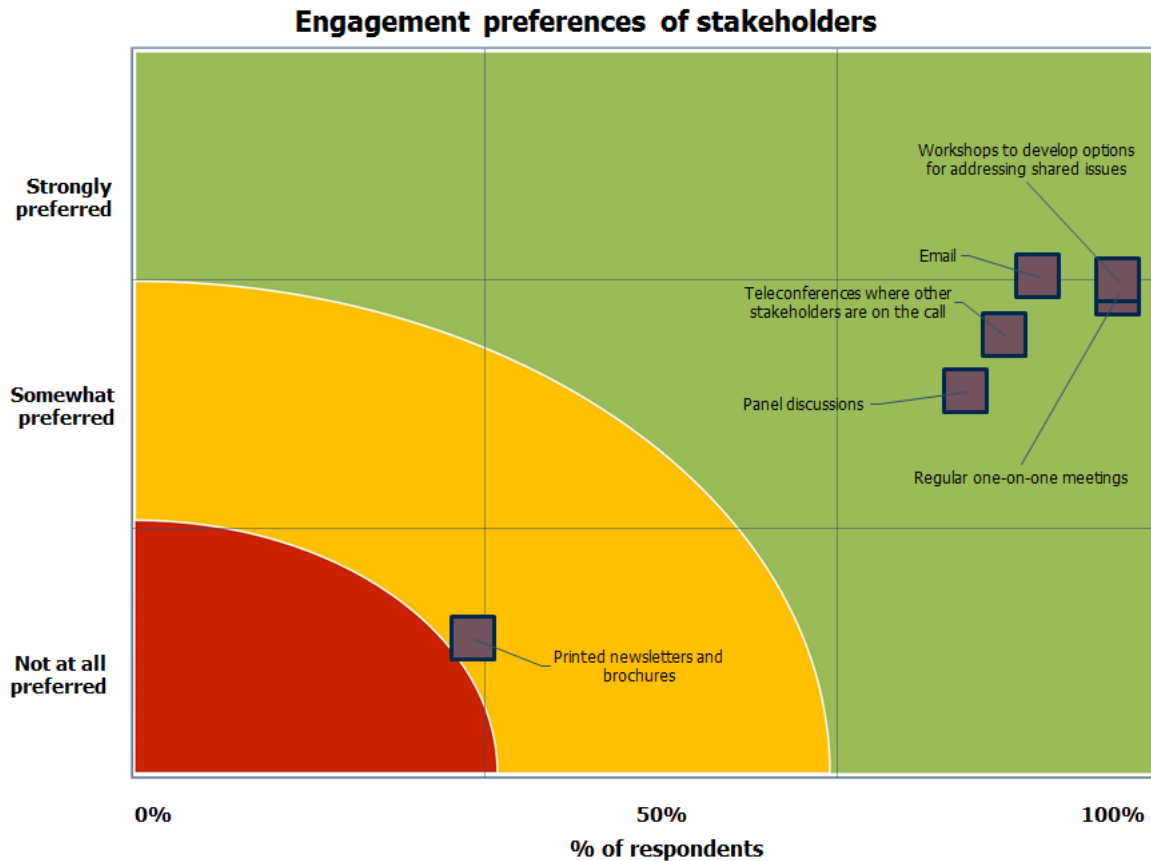 Engagement preferences of stakeholders
Strongly
preferred
Somewhat
preferred
Not at all
preferred
Workshops to develop options
for addressing shared issues
Email
Teleconferences where other
stakeholders are on the call
Panel discussions
Regular one-on-one meetings
Printed newsletters and
brochures
0%
50%
100%
% of respondents